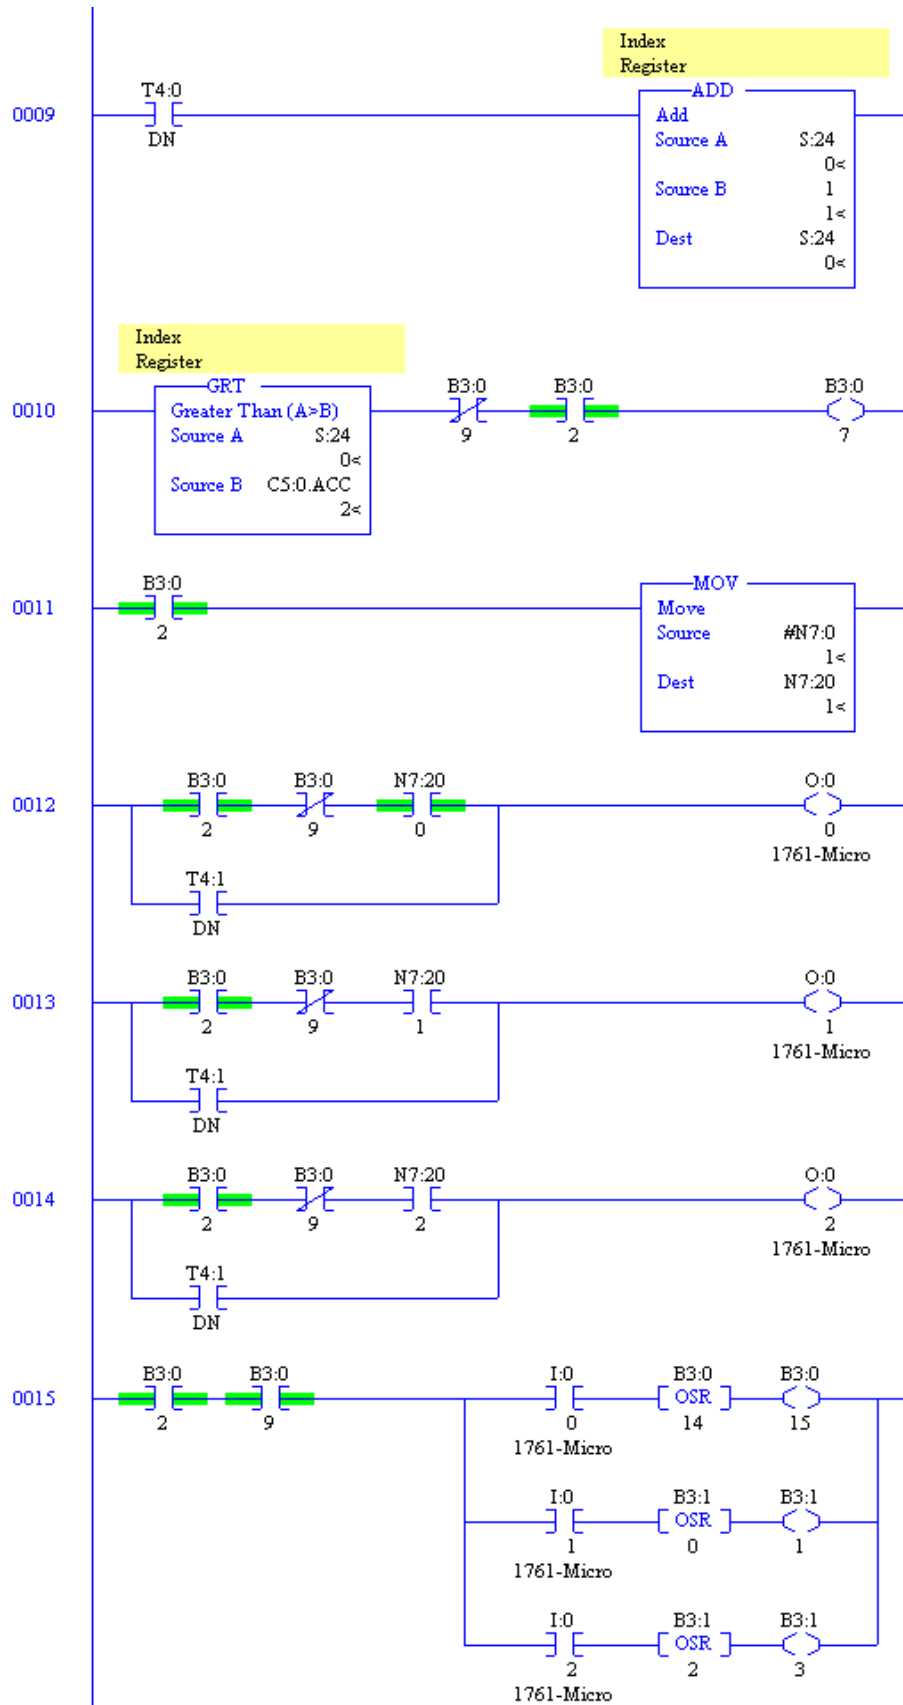 Index
Register
0009
T4:0
DN
ADD
Add
Source A S:24
0<
Source B 1
1<
Dest S:24
0<
Index
Register
0010
GRT
Greater Than (A>B)
Source A S:24
0<
Source B C5:0.ACC
2<
B3:0
9
B3:0
2
B3:0
7
0011
B3:0
2
MOV
Move
Source #N7:0
1<
Dest N7:20
1<
0012
B3:0
2
B3:0
9
N7:20
0
O:0
0
1761-Micro
T4:1
DN
0013
B3:0
2
B3:0
9
N7:20
1
O:0
1
1761-Micro
T4:1
DN
0014
B3:0
2
B3:0
9
N7:20
2
O:0
2
1761-Micro
T4:1
DN
0015
B3:0
2
B3:0
9
I:0
0
1761-Micro
B3:0
OSR
14
B3:0
15
I:0
1
1761-Micro
B3:1
OSR
0
B3:1
1
I:0
2
1761-Micro
B3:1
OSR
2
B3:1
3